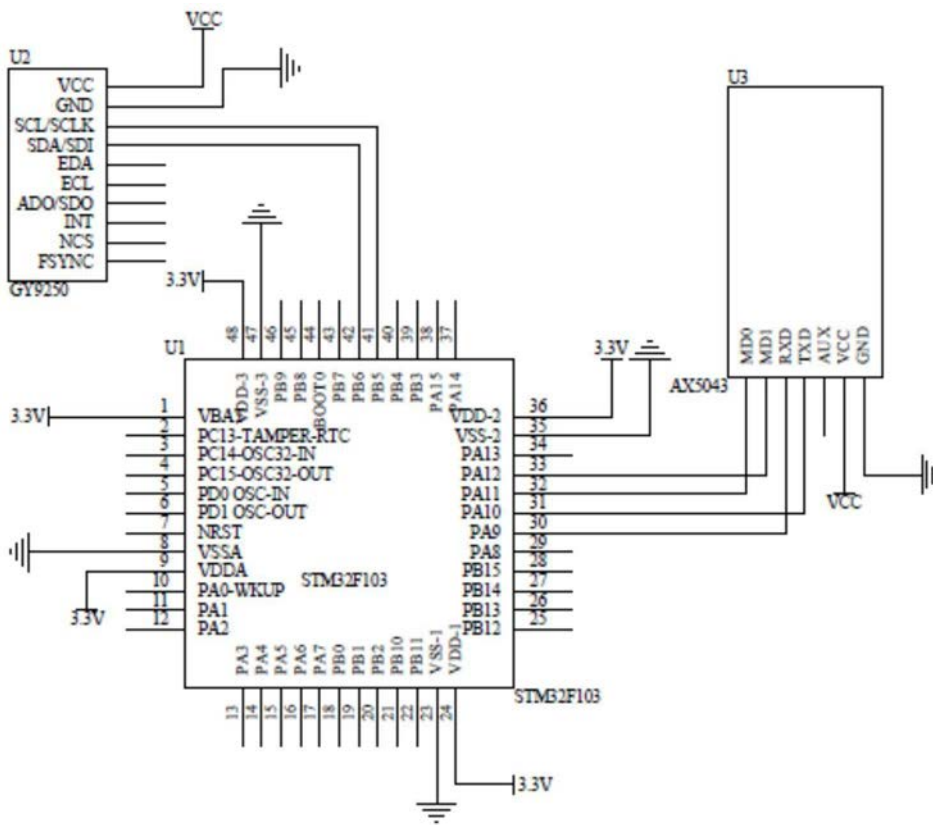 VCC
U2
VCC
GND
SCL/SCLK
SDA/SDI
EDA
ECL
ADO/SDO
INT
NCS
FSYNC
GY9250
U3
MD0
MD1
RXD
TXD
AUX
VCC
GND
AX5043
VCC
3.3V
48
47
46
45
44
43
42
41
40
39
38
37
U1
VDD-3
VSS-3
PB9
PB8
BOOT0
PB7
PB6
PB5
PB4
PB3
PA15
PA14
3.3V
3.3V
1
VBAT
2
PC13-TAMPER-RTC
3
PC14-OSC32-IN
4
PC15-OSC32-OUT
5
PD0 OSC-IN
6
PD1 OSC-OUT
7
NRST
8
VSSA
9
VDDA
10
PA0-WKUP
11
PA1
12
PA2
3.3V
STM32F103
VDD-2
36
VSS-2
35
PA13
34
PA12
33
PA11
32
PA10
31
PA9
30
PA8
29
PB15
28
PB14
27
PB13
26
PB12
25
PA3
PA4
PA5
PA6
PA7
PB0
PB1
PB2
PB10
PB11
VSS-1
VDD-1
STM32F103
13
14
15
16
17
18
19
20
21
22
23
24
3.3V